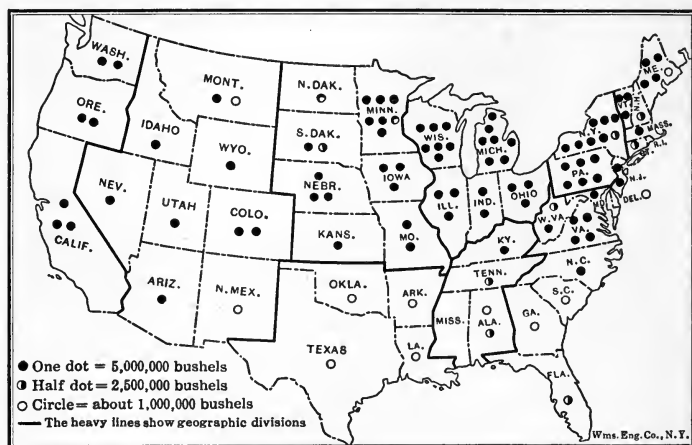 WASH.
MONT.
N.DAK.
MINN.
ME.
ORE.
IDAHO
S.DAK.
WIS.
MICH.
N.Y.
VT.
N.H.
MASS.
R.I.
WYO.
NEBR.
IOWA
PA.
N.J.
NEV.
UTAH
COLO.
ILL.
IND.
OHIO
W.VA.
MD.
DEL.
CALIF.
KANS.
MO.
KY.
VA.
ARIZ.
N.MEX.
OKLA.
ARK.
TENN.
N.C.
S.C.
TEXAS
LA.
MISS.
ALA.
GA.
FLA.
One dot = 5,000,000 bushels
Half dot = 2,500,000 bushels
Circle = about 1,000,000 bushels
The heavy lines show geographic divisions
Wms. Eng. Co., N.Y.